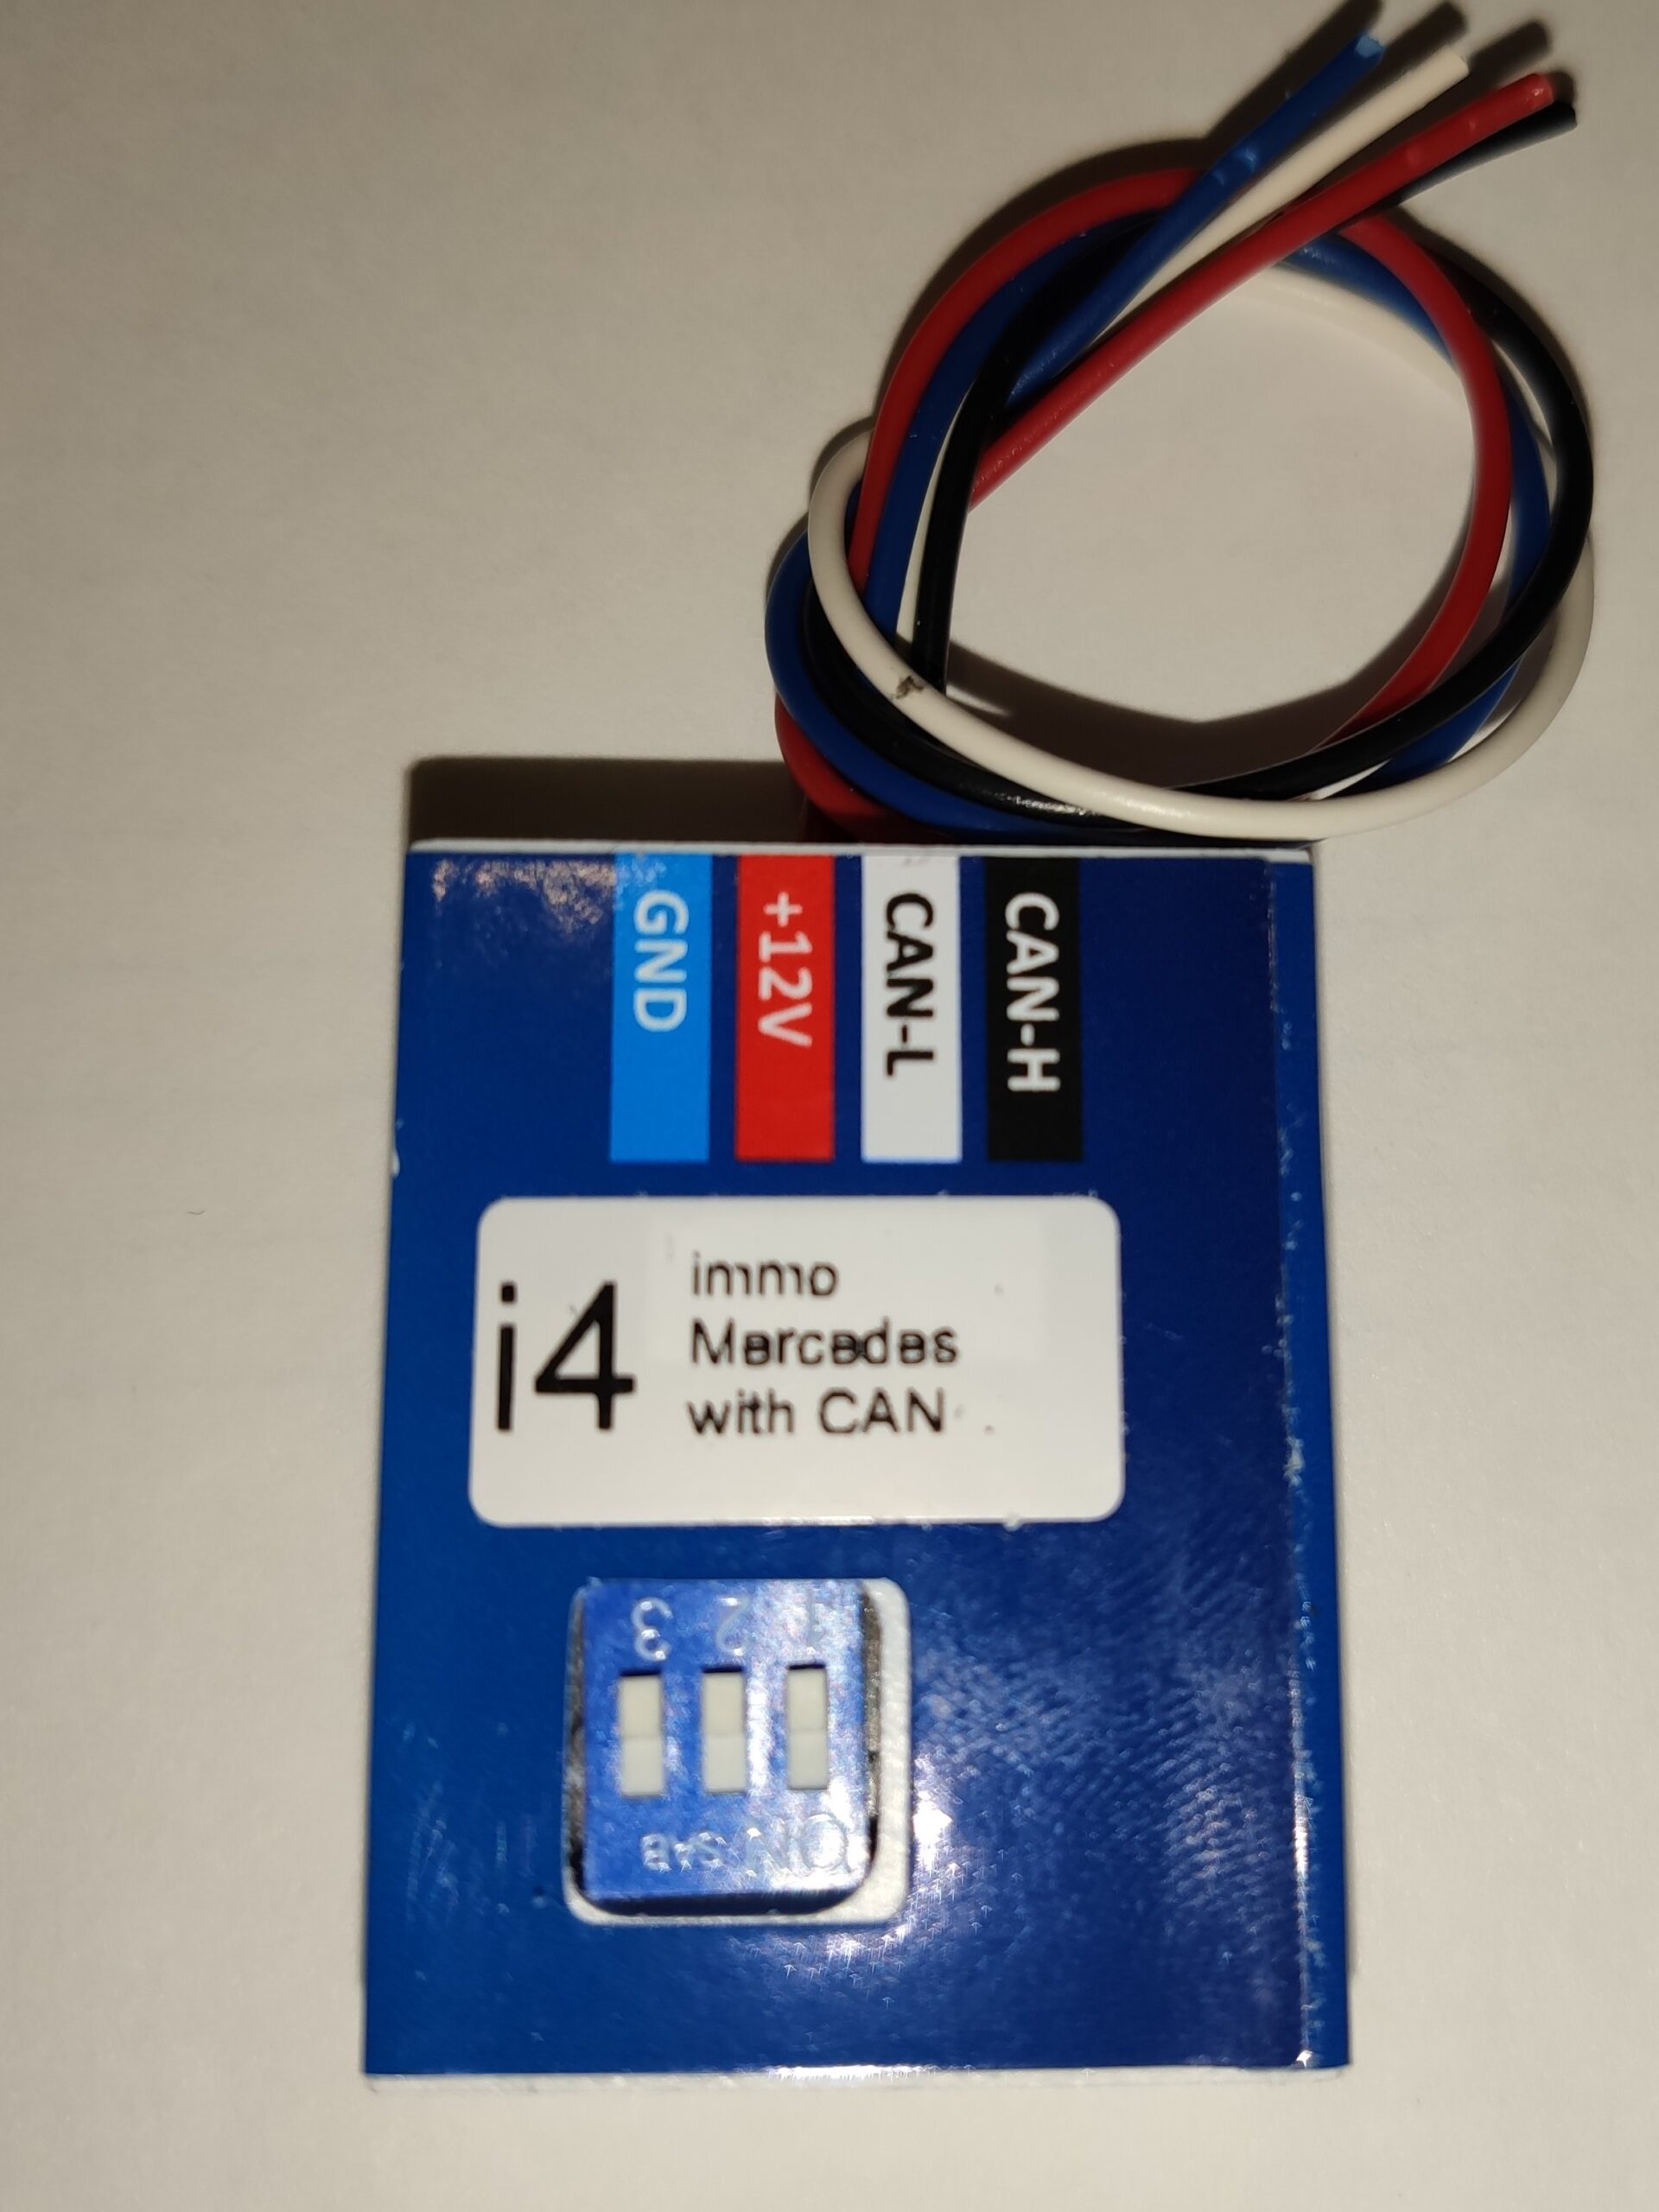 GND
+12V
CAN-L
CAN-H
i4
immo
Mercedes
with CAN
3 2 1
ON